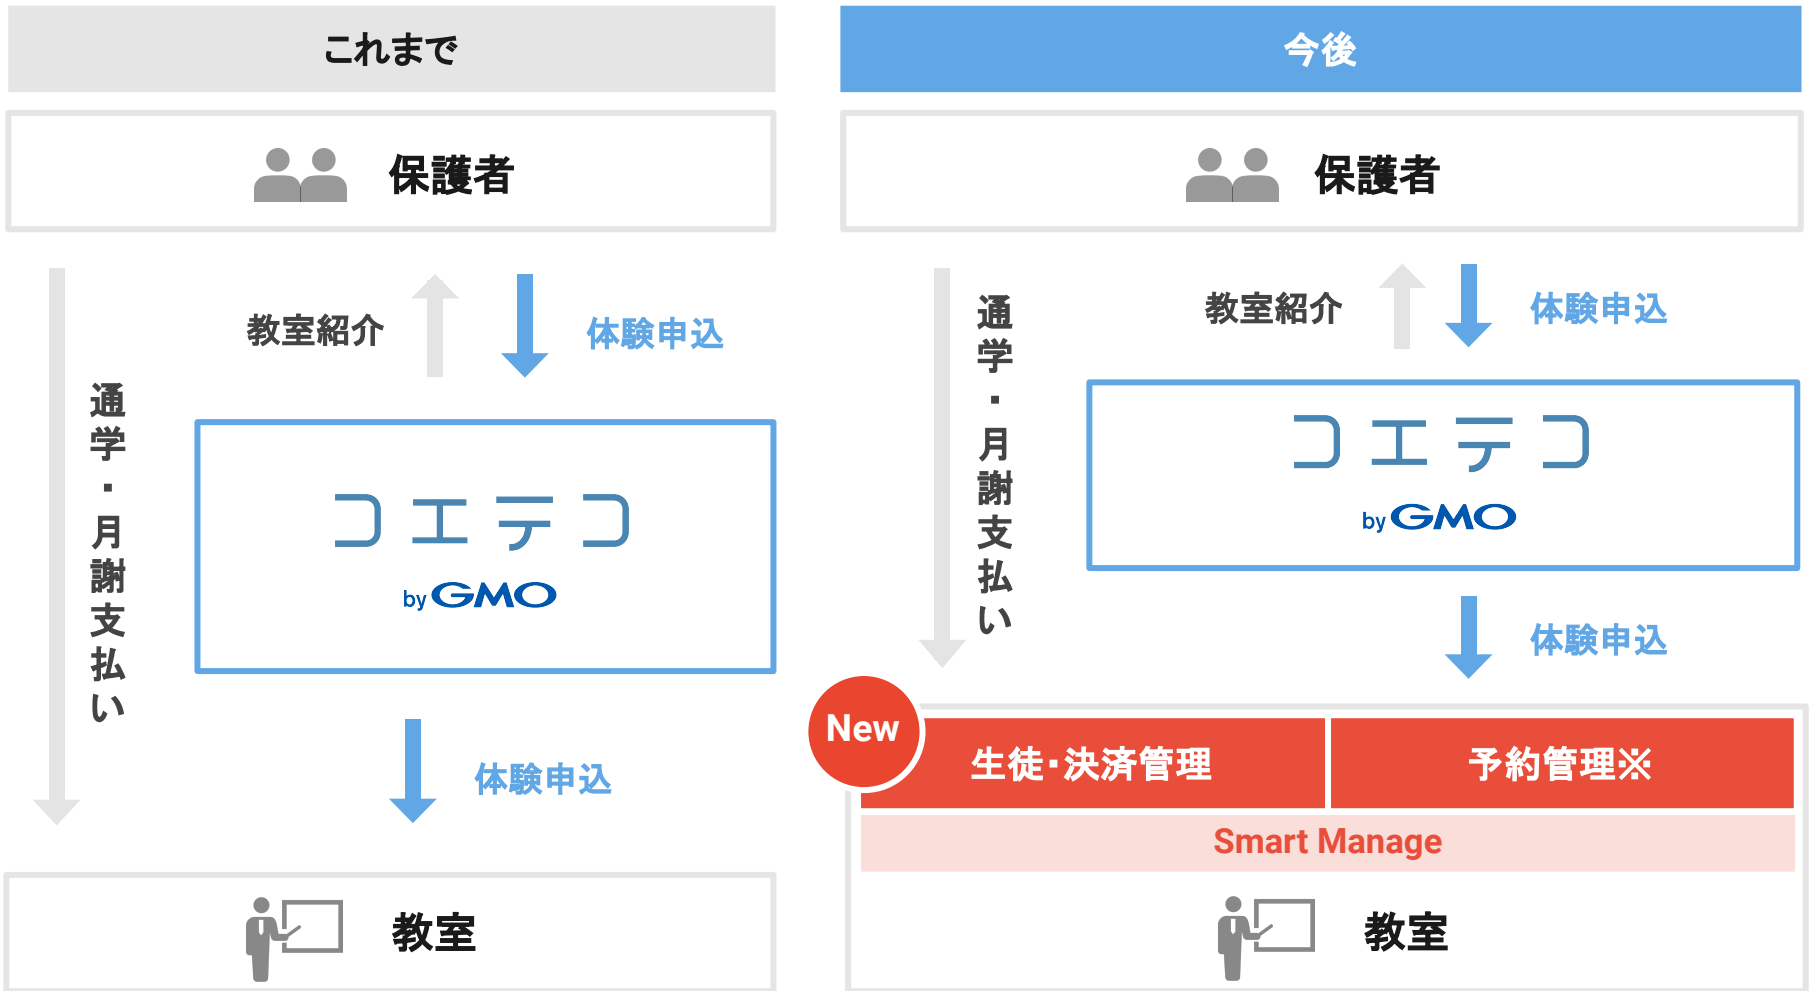 これまで
保護者
教室紹介
体験申込
通学・月謝支払い
コエテコ
by GMO
体験申込
教室
今後
保護者
教室紹介
体験申込
通学・月謝支払い
コエテコ
by GMO
体験申込
New
生徒・決済管理
予約管理※
Smart Manage
教室